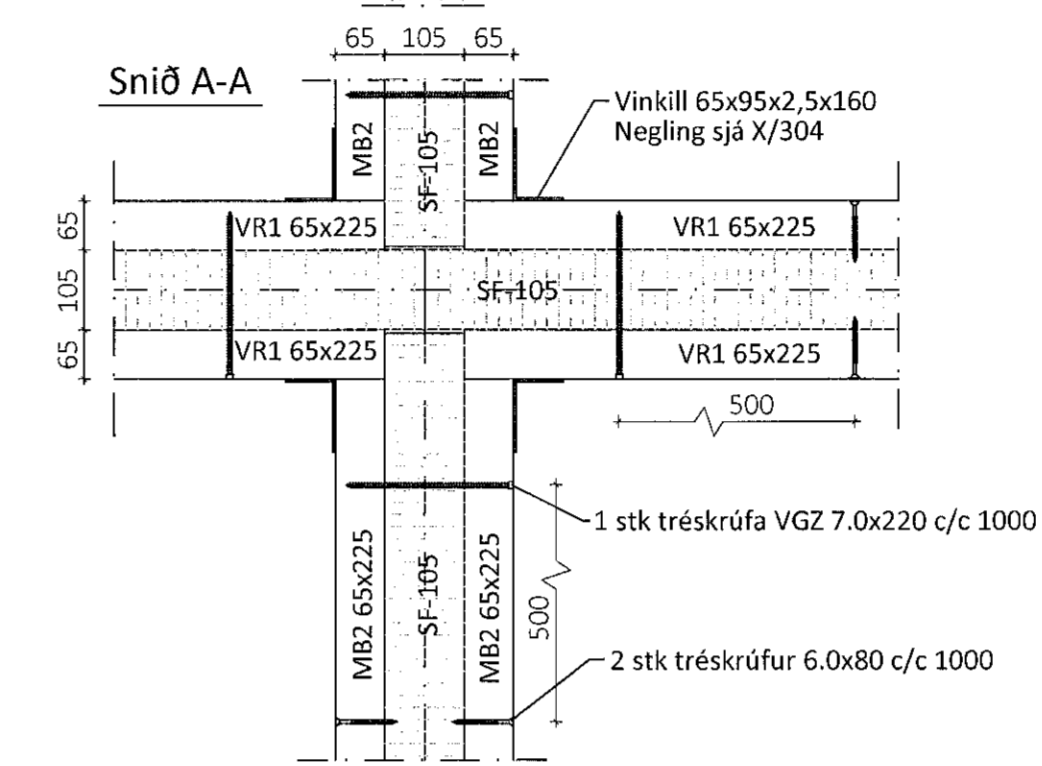 65 105 65
Snið A-A
Vinkill 65x95x2,5x160
Negling sjá X/304
MB2
SF-105
MB2
65
VR1 65x225
VR1 65x225
105
SF-105
65
VR1 65x225
VR1 65x225
500
1 stk tréskrúfa VGZ 7.0x220 c/c 1000
MB2 65x225
SF-105
MB2 65x225
500
2 stk tréskrúfur 6.0x80 c/c 1000